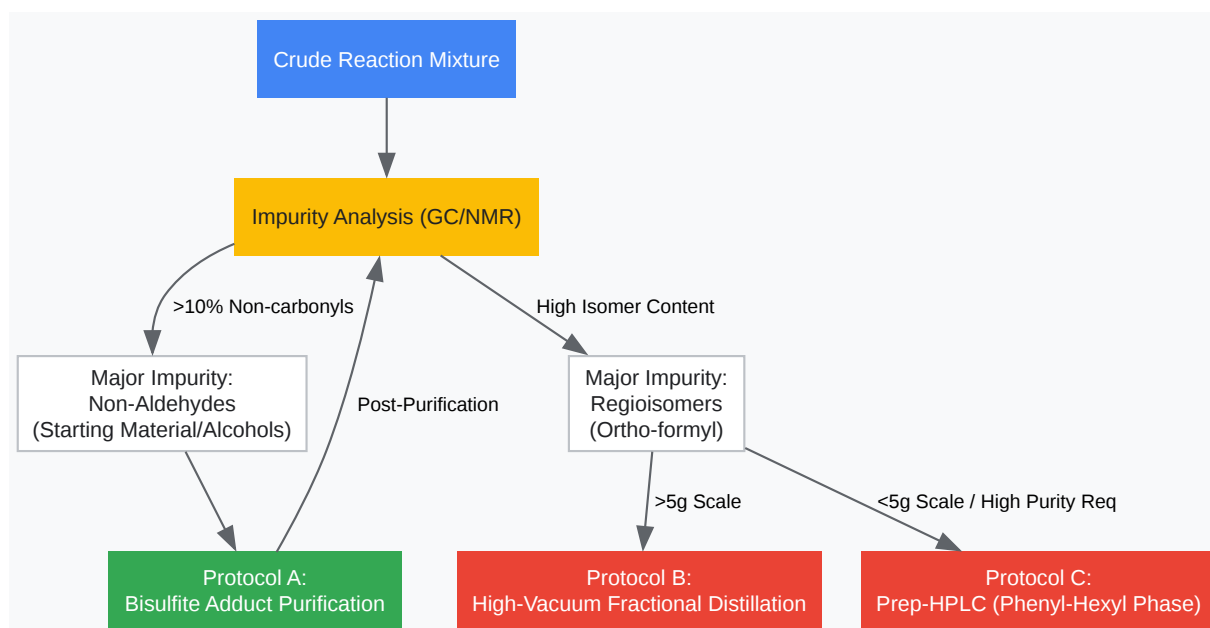 Crude Reaction Mixture
Impurity Analysis (GC/NMR)
>10% Non-carbonyls
High Isomer Content
Major Impurity:
Non-Aldehydes
(Starting Material/Alcohols)
Post-Purification
Major Impurity:
Regioisomers
(Ortho-formyl)
>5g Scale
<5g Scale / High Purity Req
Protocol A:
Bisulfite Adduct Purification
Protocol B:
High-Vacuum Fractional Distillation
Protocol C:
Prep-HPLC (Phenyl-Hexyl Phase)